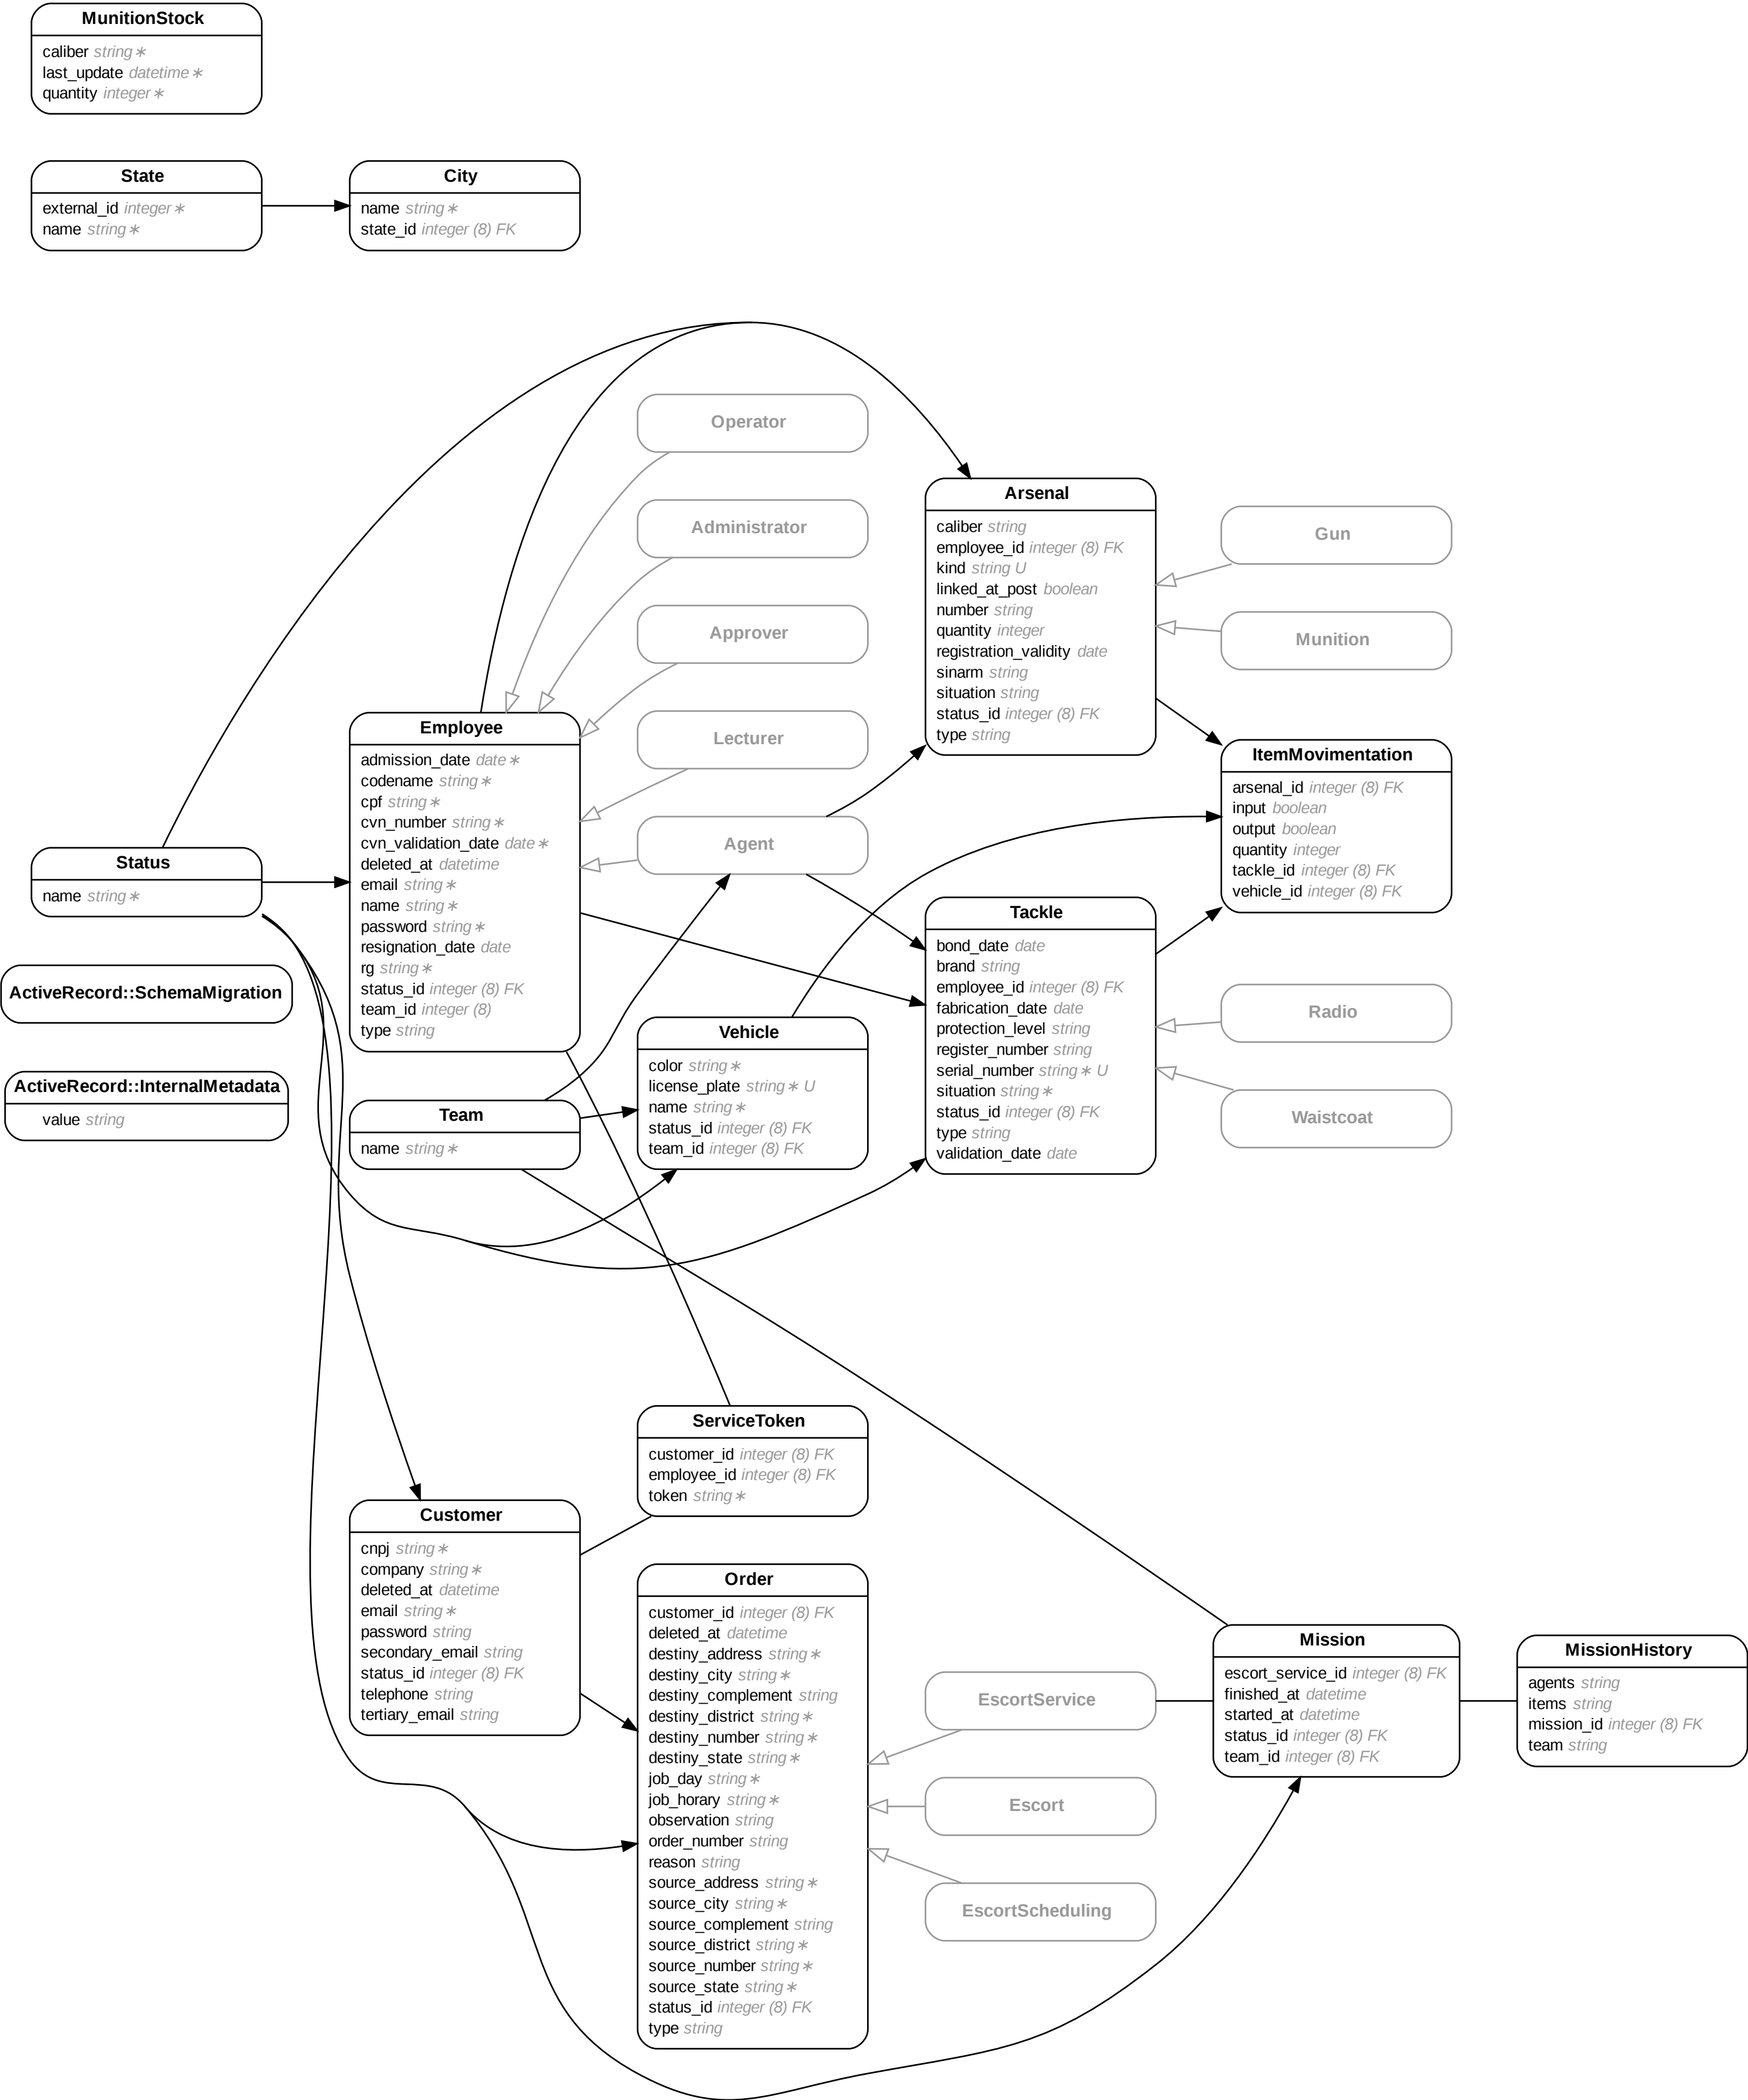 MunitionStock
caliber string∗
last_update datetime∗
quantity integer∗
State
external_id integer∗
name string∗
City
name string∗
state_id integer (8) FK
Operator
Administrator
Approver
Lecturer
Agent
Arsenal
caliber string
employee_id integer (8) FK
kind string U
linked_at_post boolean
number string
quantity integer
registration_validity date
sinarm string
situation string
status_id integer (8) FK
type string
Gun
Munition
Employee
admission_date date∗
codename string∗
cpf string∗
cvn_number string∗
cvn_validation_date date∗
deleted_at datetime
email string∗
name string∗
password string∗
resignation_date date
rg string∗
status_id integer (8) FK
team_id integer (8)
type string
ItemMovimentation
arsenal_id integer (8) FK
input boolean
output boolean
quantity integer
tackle_id integer (8) FK
vehicle_id integer (8) FK
Status
name string∗
Tackle
bond_date date
brand string
employee_id integer (8) FK
fabrication_date date
protection_level string
register_number string
serial_number string∗ U
situation string∗
status_id integer (8) FK
type string
validation_date date
Radio
Waistcoat
ActiveRecord::SchemaMigration
ActiveRecord::InternalMetadata
value string
Vehicle
color string∗
license_plate string∗ U
name string∗
status_id integer (8) FK
team_id integer (8) FK
Team
name string∗
ServiceToken
customer_id integer (8) FK
employee_id integer (8) FK
token string∗
Customer
cnpj string∗
company string∗
deleted_at datetime
email string∗
password string
secondary_email string
status_id integer (8) FK
telephone string
tertiary_email string
Order
customer_id integer (8) FK
deleted_at datetime
destiny_address string∗
destiny_city string∗
destiny_complement string
destiny_district string∗
destiny_number string∗
destiny_state string∗
job_day string∗
job_horary string∗
observation string
order_number string
reason string
source_address string∗
source_city string∗
source_complement string
source_district string∗
source_number string∗
source_state string∗
status_id integer (8) FK
type string
EscortService
Escort
EscortScheduling
Mission
escort_service_id integer (8) FK
finished_at datetime
started_at datetime
status_id integer (8) FK
team_id integer (8) FK
MissionHistory
agents string
items string
mission_id integer (8) FK
team string